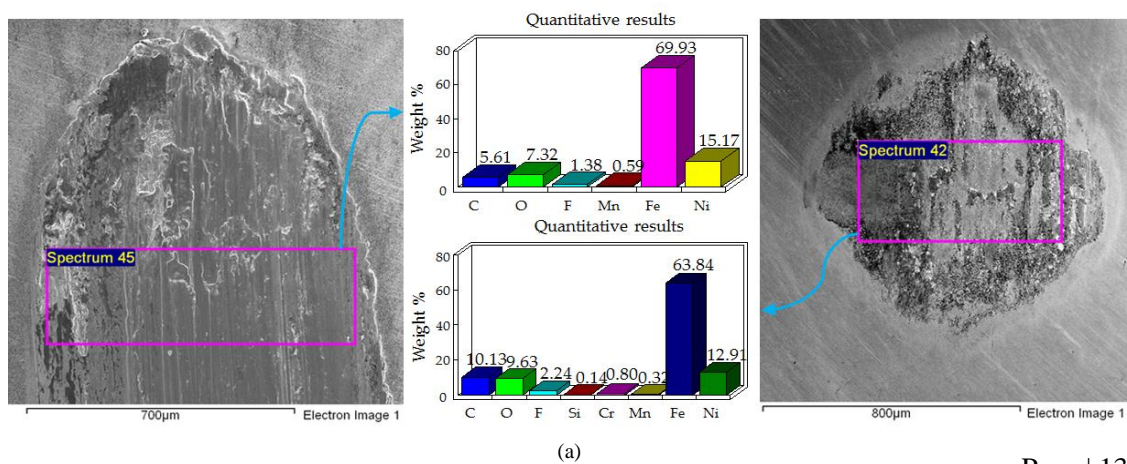 Quantitative results
80
60
40
20
0
Weight %
5.61
7.32
1.38
0.59
69.93
15.17
C O F Mn Fe Ni
Quantitative results
80
60
40
20
0
Weight %
10.13
9.63
2.24
0.14
0.80
0.32
63.84
12.91
C O F Si Cr Mn Fe Ni
Spectrum 45
700µm
Electron Image 1
Spectrum 42
800µm
Electron Image 1
(a)